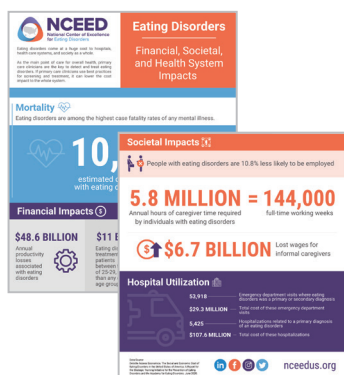 NCEED
National Center of Excellence
for Eating Disorders
Eating Disorders
Financial, Societal,
and Health System
Impacts
Eating disorders come at a huge cost to hospitals,
health care systems, and society as a whole.
As the main point of care for overall health, primary
care clinicians are the key to detect and treat eating
disorders. If primary care clinicians use best practices
for screening and treatment, it can lower the cost
impact to the whole system.
Mortality
Eating disorders are among the highest case fatality rates of any mental illness.
10,
estimated
with eating
Financial Impacts
$48.6 BILLION
Annual
productivity
losses
associated
with eating
disorders
$11
Eating
treatment
patients
between
of 25-29,
than any
age group
Societal Impacts
People with eating disorders are 10.8% less likely to be employed
5.8 MILLION = 144,000
Annual hours of caregiver time required
by individuals with eating disorders
full-time working weeks
$6.7 BILLION
Lost wages for
informal caregivers
Hospital Utilization
53,918
Emergency department visits where eating
disorders was a primary or secondary diagnosis
$29.3 MILLION
Total cost of these emergency department
visits
5,425
Hospitalizations related to a primary diagnosis
of an eating disorders
$107.6 MILLION
Total cost of these hospitalizations
nceedus.org